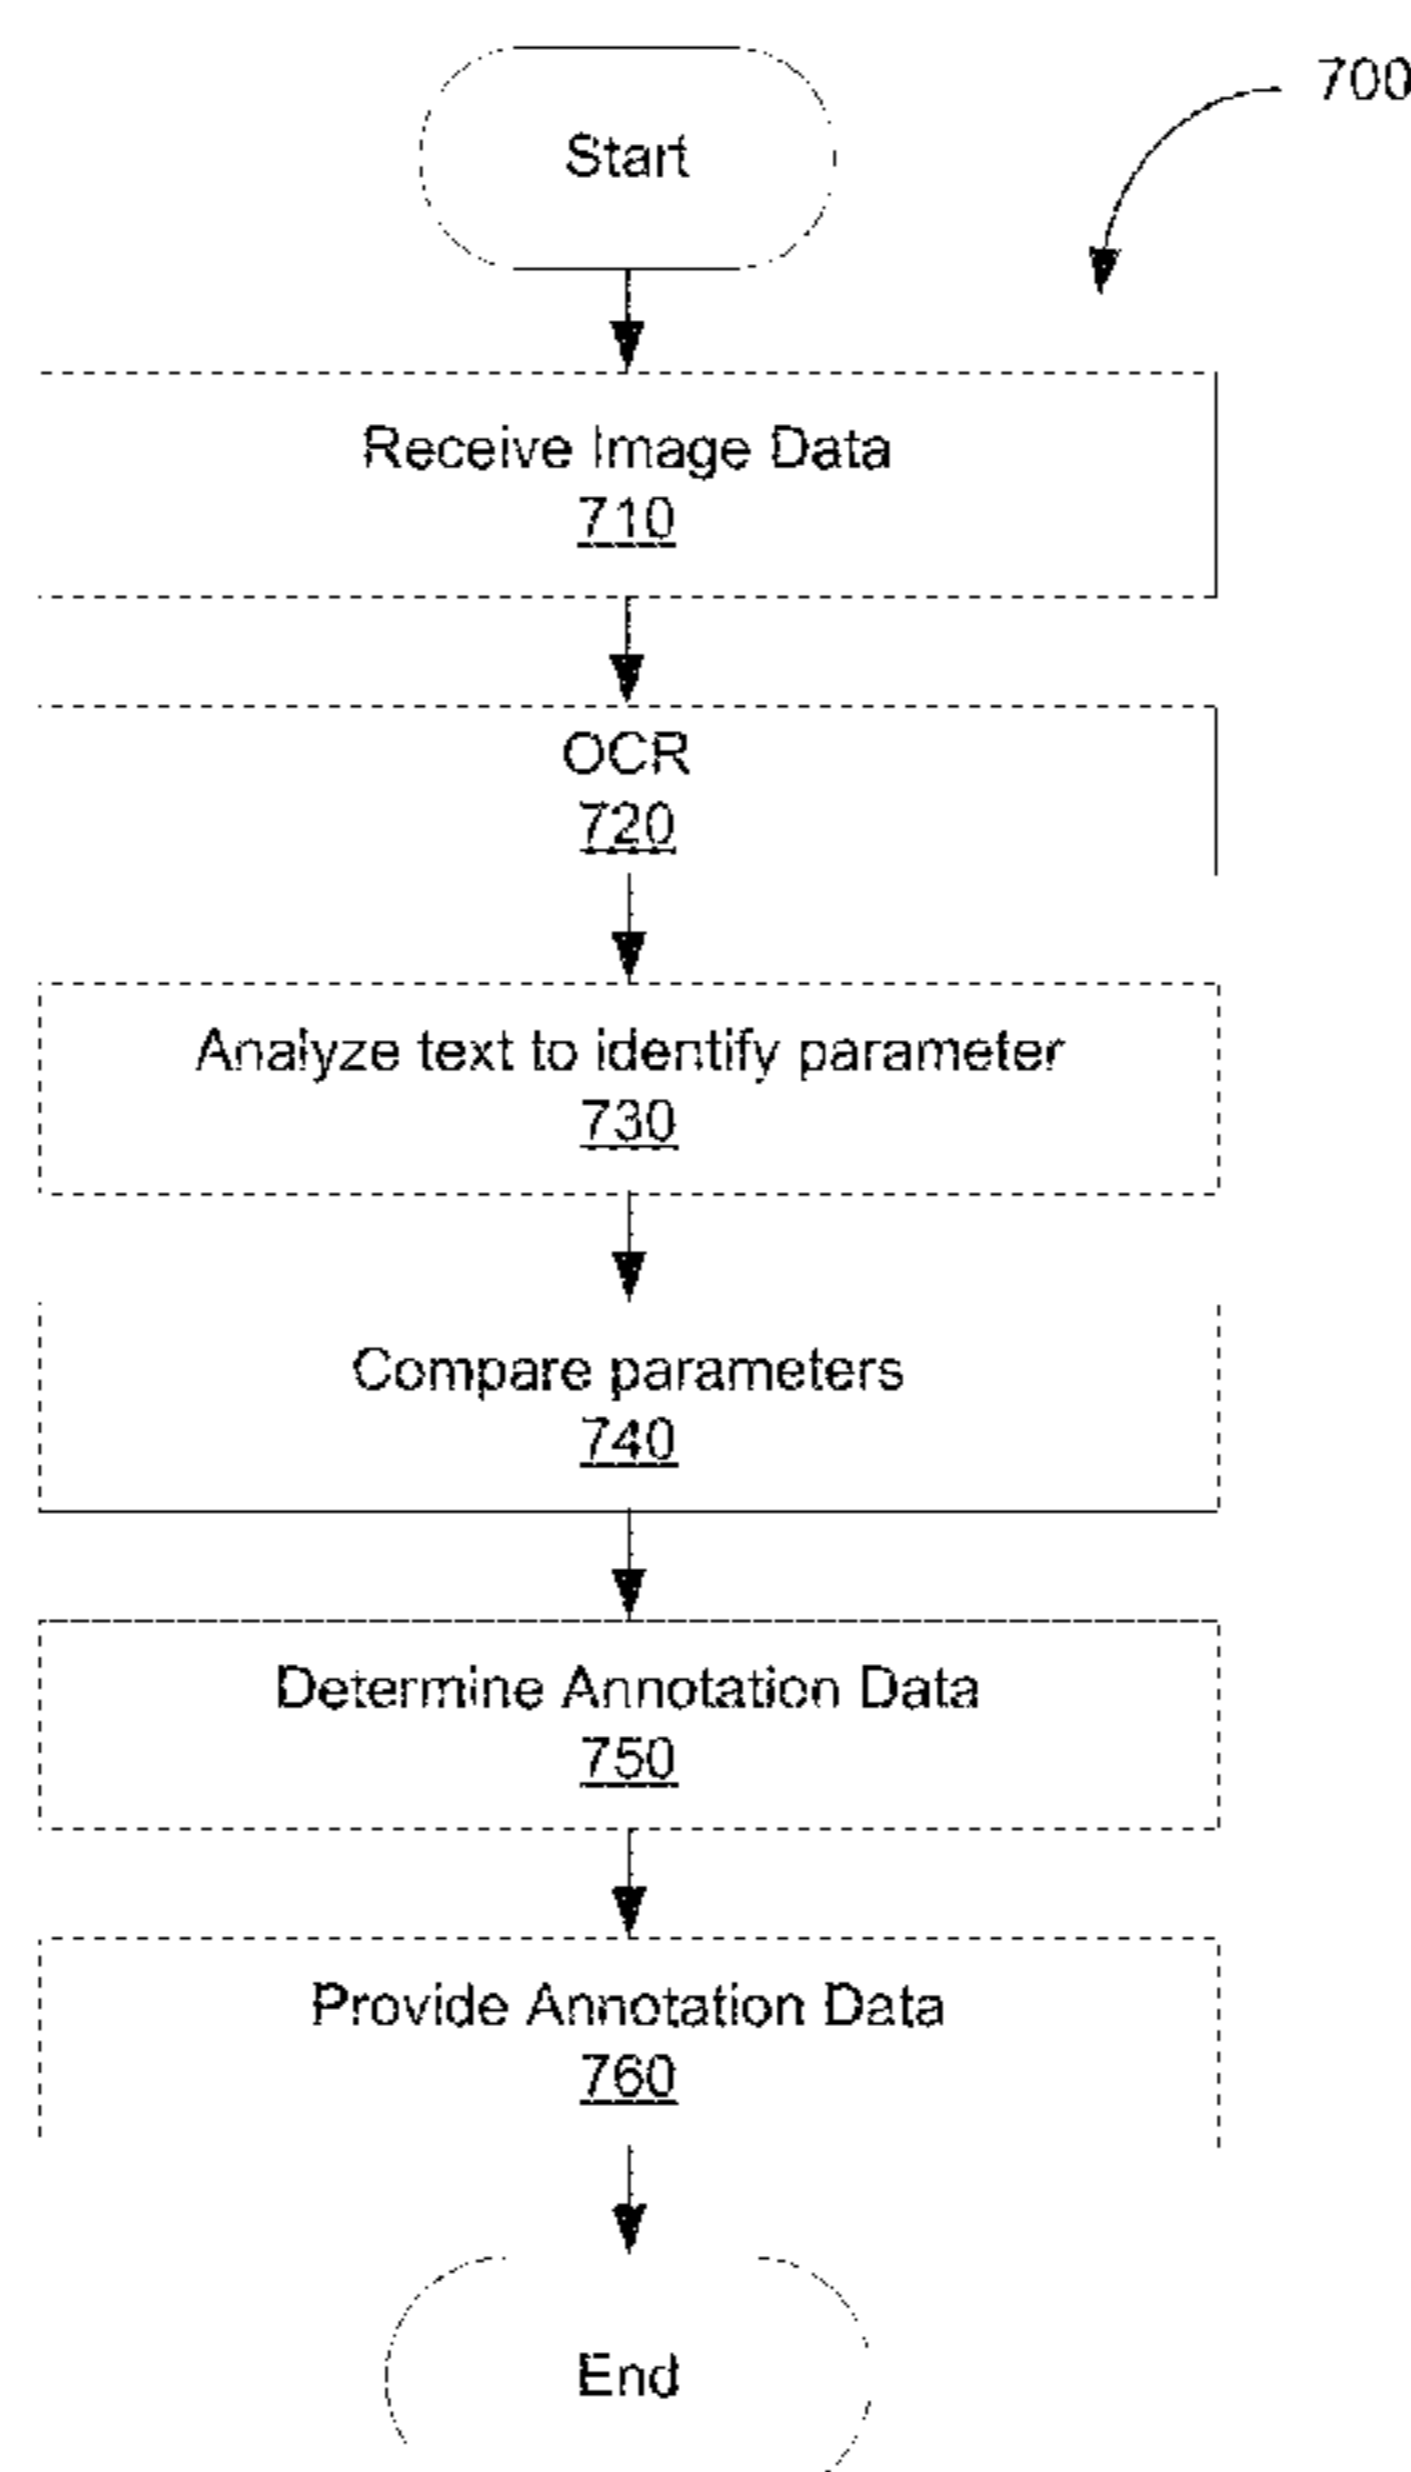 Start
700
Receive Image Data
710
OCR
720
Analyze text to identify parameter
730
Compare parameters
740
Determine Annotation Data
750
Provide Annotation Data
760
End